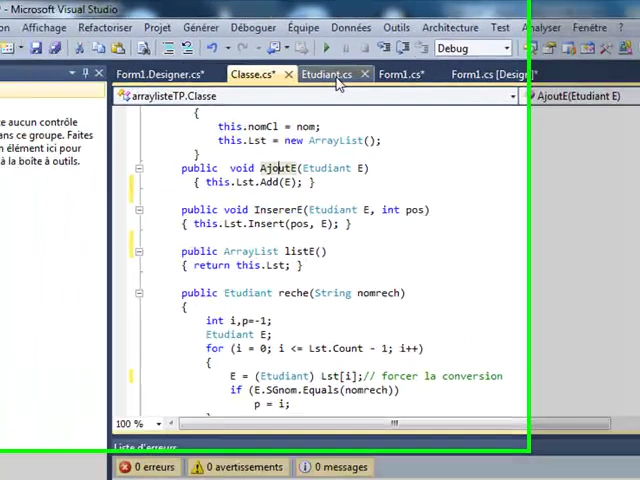 - Microsoft Visual Studio
on Affichage Refactoriser Projet Générer Déboguer Équipe Données Outils Architecture Test Analyser Fenêtre ?
Debug
Form1.Designer.cs* Classe.cs* Etudiant.cs Form1.cs* Form1.cs [Design]*
arraylisteTP.Classe AjoutE(Etudiant E)
te aucun contrôle
ans ce groupe. Faites
n élément ici pour
à la boîte à outils.
{
this.nomCl = nom;
this.Lst = new ArrayList();
}
public void AjoutE(Etudiant E)
{ this.Lst.Add(E); }
public void InsererE(Etudiant E, int pos)
{ this.Lst.Insert(pos, E); }
public ArrayList listE()
{ return this.Lst; }
public Etudiant reche(String nomrech)
{
int i,p=-1;
Etudiant E;
for (i = 0; i <= Lst.Count - 1; i++)
{
E = (Etudiant) Lst[i];// forcer la conversion
if (E.SGnom.Equals(nomrech))
p = i;
100 %
Liste d'erreurs
0 erreurs 0 avertissements 0 messages